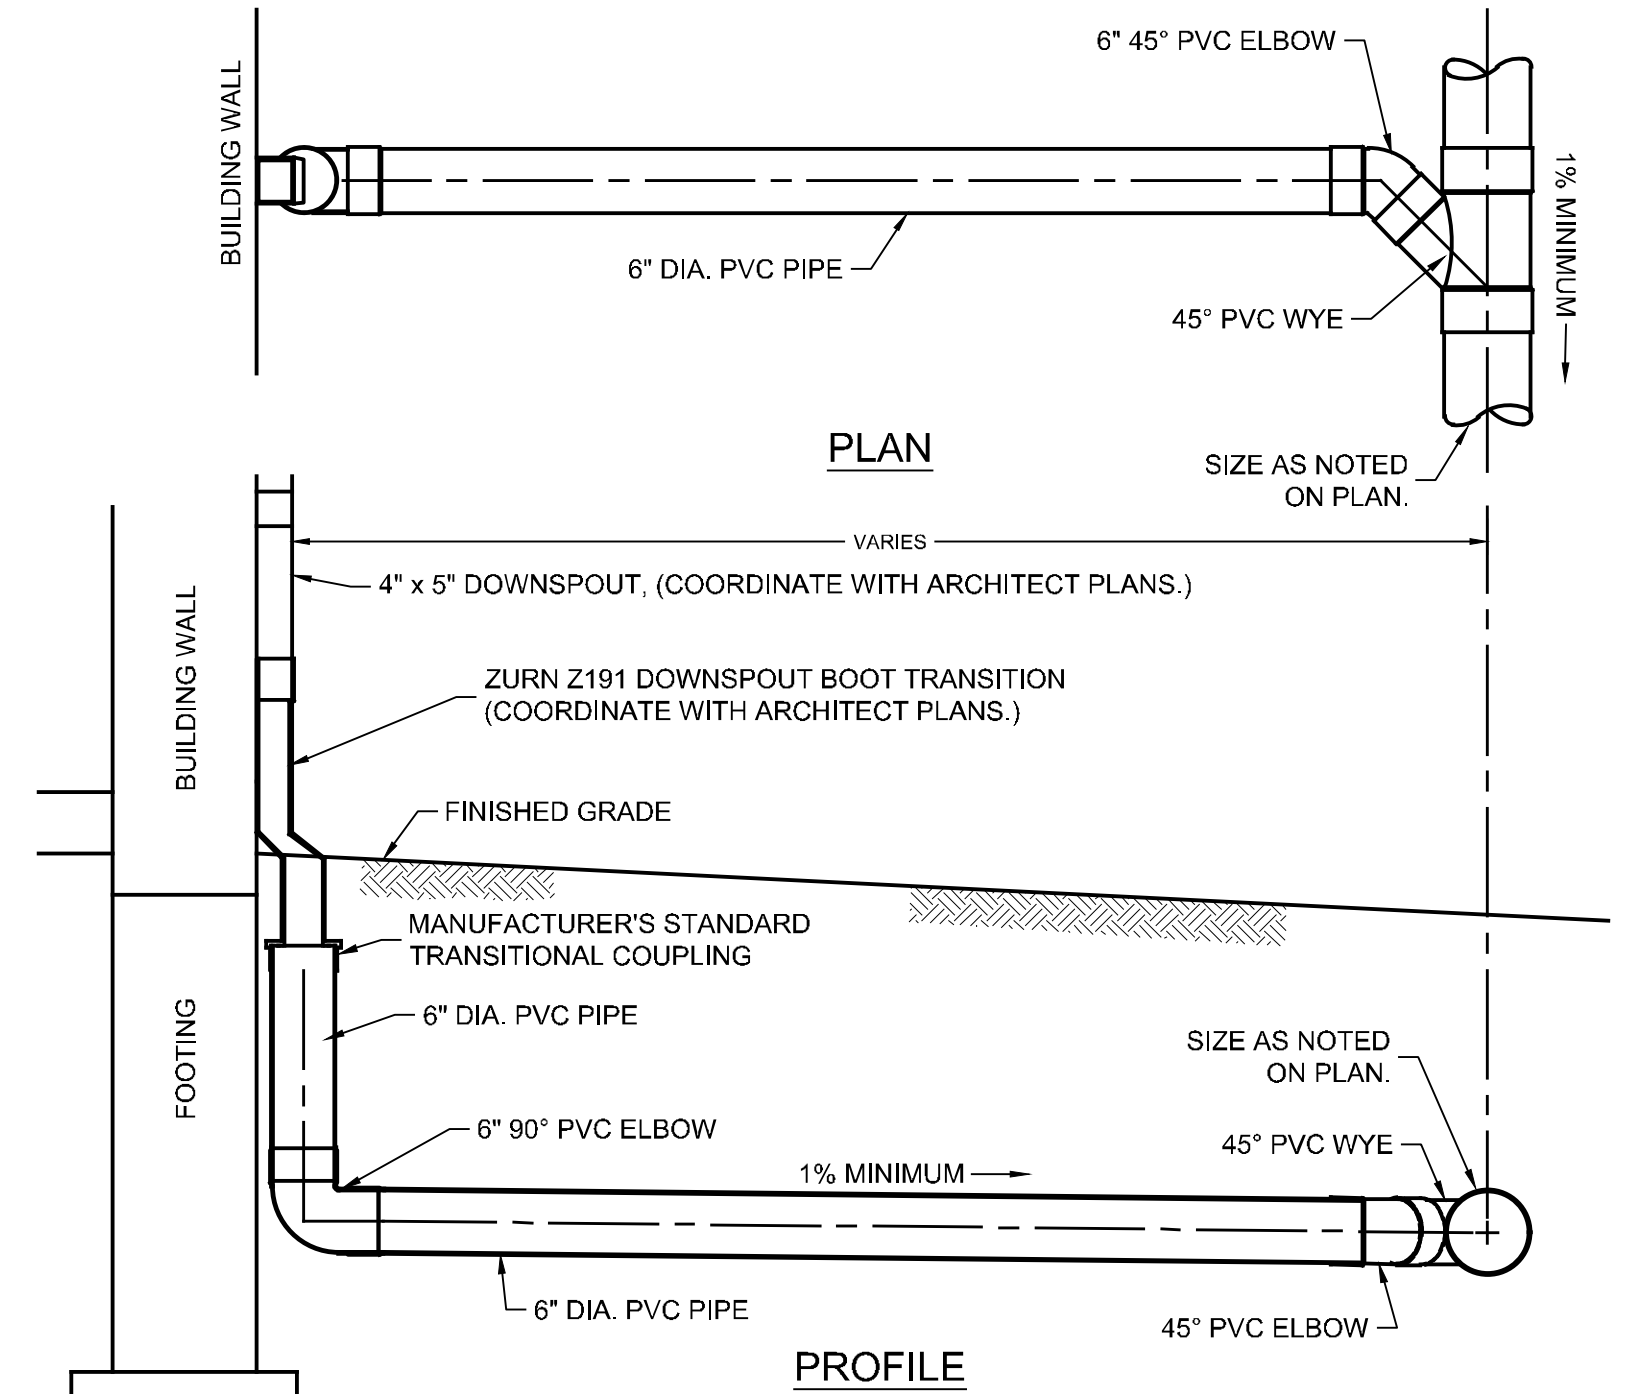 6" 45° PVC ELBOW
BUILDING WALL
1% MINIMUM
6" DIA. PVC PIPE
45° PVC WYE
PLAN
SIZE AS NOTED
ON PLAN.
VARIES
4" x 5" DOWNSPOUT, (COORDINATE WITH ARCHITECT PLANS.)
BUILDING WALL
ZURN Z191 DOWNSPOUT BOOT TRANSITION
(COORDINATE WITH ARCHITECT PLANS.)
FINISHED GRADE
MANUFACTURER'S STANDARD
TRANSITIONAL COUPLING
FOOTING
6" DIA. PVC PIPE
SIZE AS NOTED
ON PLAN.
6" 90° PVC ELBOW
45° PVC WYE
1% MINIMUM
6" DIA. PVC PIPE
45° PVC ELBOW
PROFILE